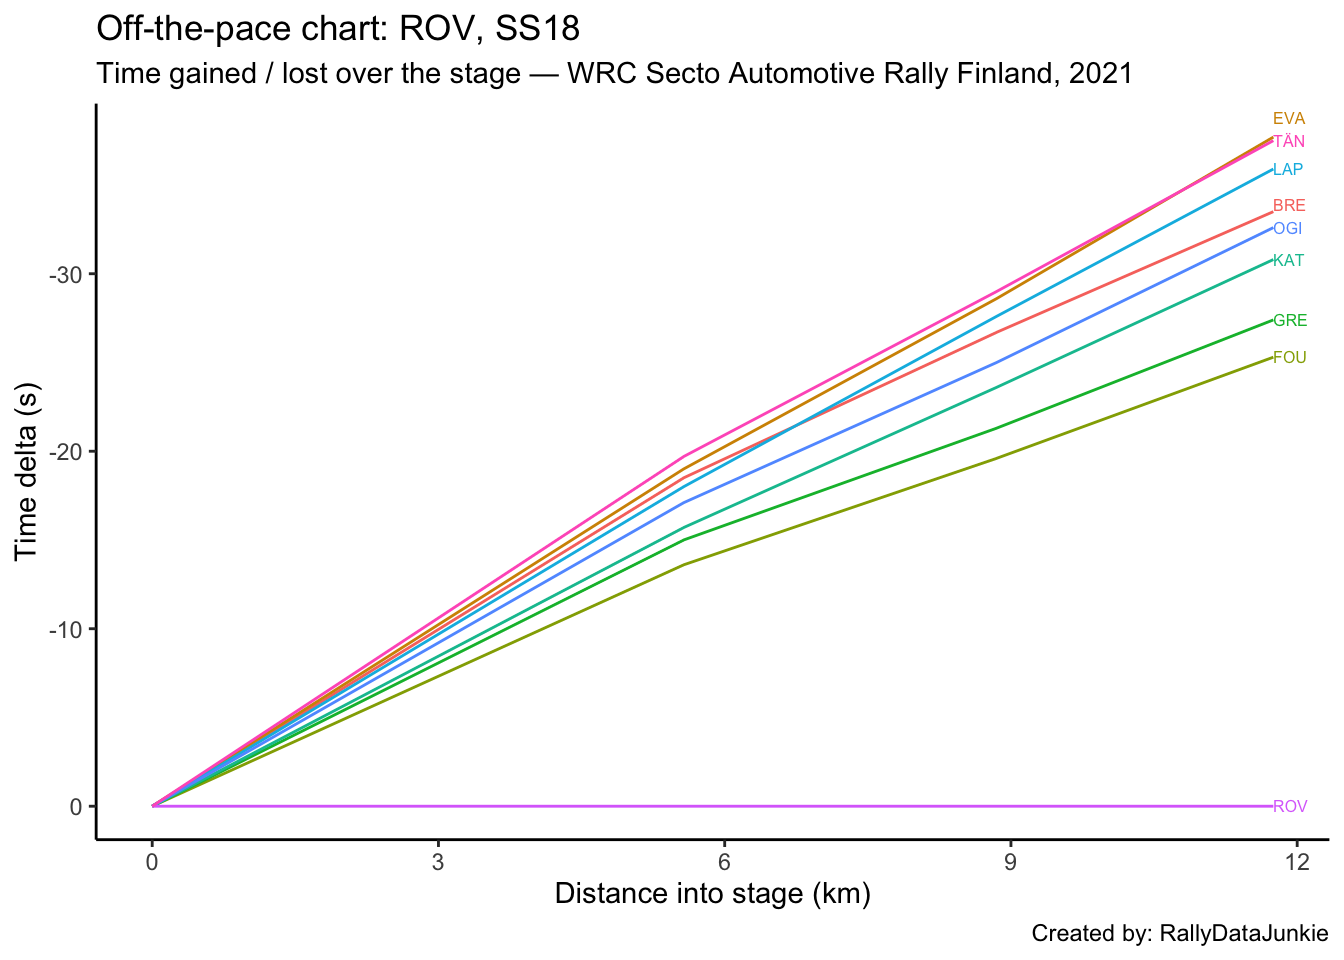 Off-the-pace chart: ROV, SS18
Time gained / lost over the stage — WRC Secto Automotive Rally Finland, 2021
EVA
TÄN
LAP
BRE
OGI
KAT
GRE
FOU
ROV
-30
-20
-10
0
Time delta (s)
0 3 6 9 12
Distance into stage (km)
Created by: RallyDataJunkie